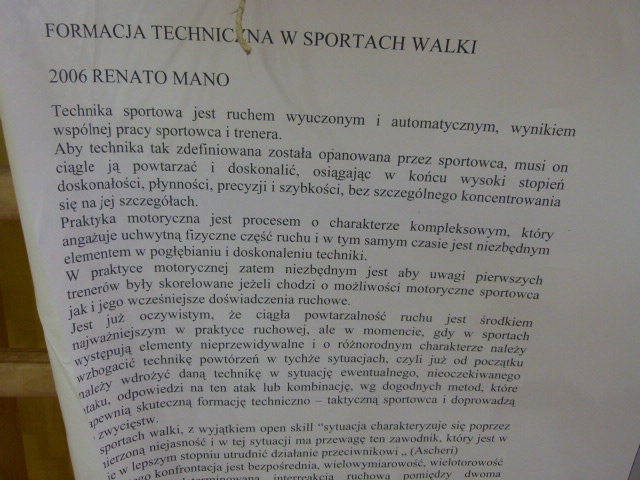 FORMACJA TECHNICZNA W SPORTACH WALKI
2006 RENATO MANO
Technika sportowa jest ruchem wyuczonym i automatycznym, wynikiem
wspólnej pracy sportowca i trenera.
Aby technika tak zdefiniowana została opanowana przez sportowca, musi on
ciągle ją powtarzać i doskonalić, osiągając w końcu wysoki stopień
doskonałości, płynności, precyzji i szybkości, bez szczególnego koncentrowania
się na jej szczegółach.
Praktyka motoryczna jest procesem o charakterze kompleksowym, który
angażuje uchwytną fizyczne część ruchu i w tym samym czasie jest niezbędnym
elementem w pogłębianiu i doskonaleniu techniki.
W praktyce motorycznej zatem niezbędnym jest aby uwagi pierwszych
trenerów były skorelowane jeżeli chodzi o możliwości motoryczne sportowca
jak i jego wcześniejsze doświadczenia ruchowe.
Jest już oczywistym, że ciągła powtarzalność ruchu jest środkiem
najważniejszym w praktyce ruchowej, ale w momencie, gdy w sportach
występują elementy nieprzewidywalne i o różnorodnym charakterze należy
wzbogacić technikę powtórzeń w tychże sytuacjach, czyli już od początku
należy wdrożyć daną technikę w sytuację ewentualnego, nieoczekiwanego
ataku, odpowiedzi na ten atak lub kombinację, wg dogodnych metod, które
apewnią skuteczną formację techniczno – taktyczną sportowca i doprowadzą
zwycięstw.
sportach walki, z wyjątkiem open skill “sytuacja charakteryzuje się poprzez
ierzoną niejasność i w tej sytuacji ma przewagę ten zawodnik, który jest w
ie w lepszym stopniu utrudnić działanie przeciwnikowi „ (Ascheri)
ego konfrontacja jest bezpośrednia, wielowymiarowość, wielotorowość
interreakcja ruchowa pomiędzy dwoma